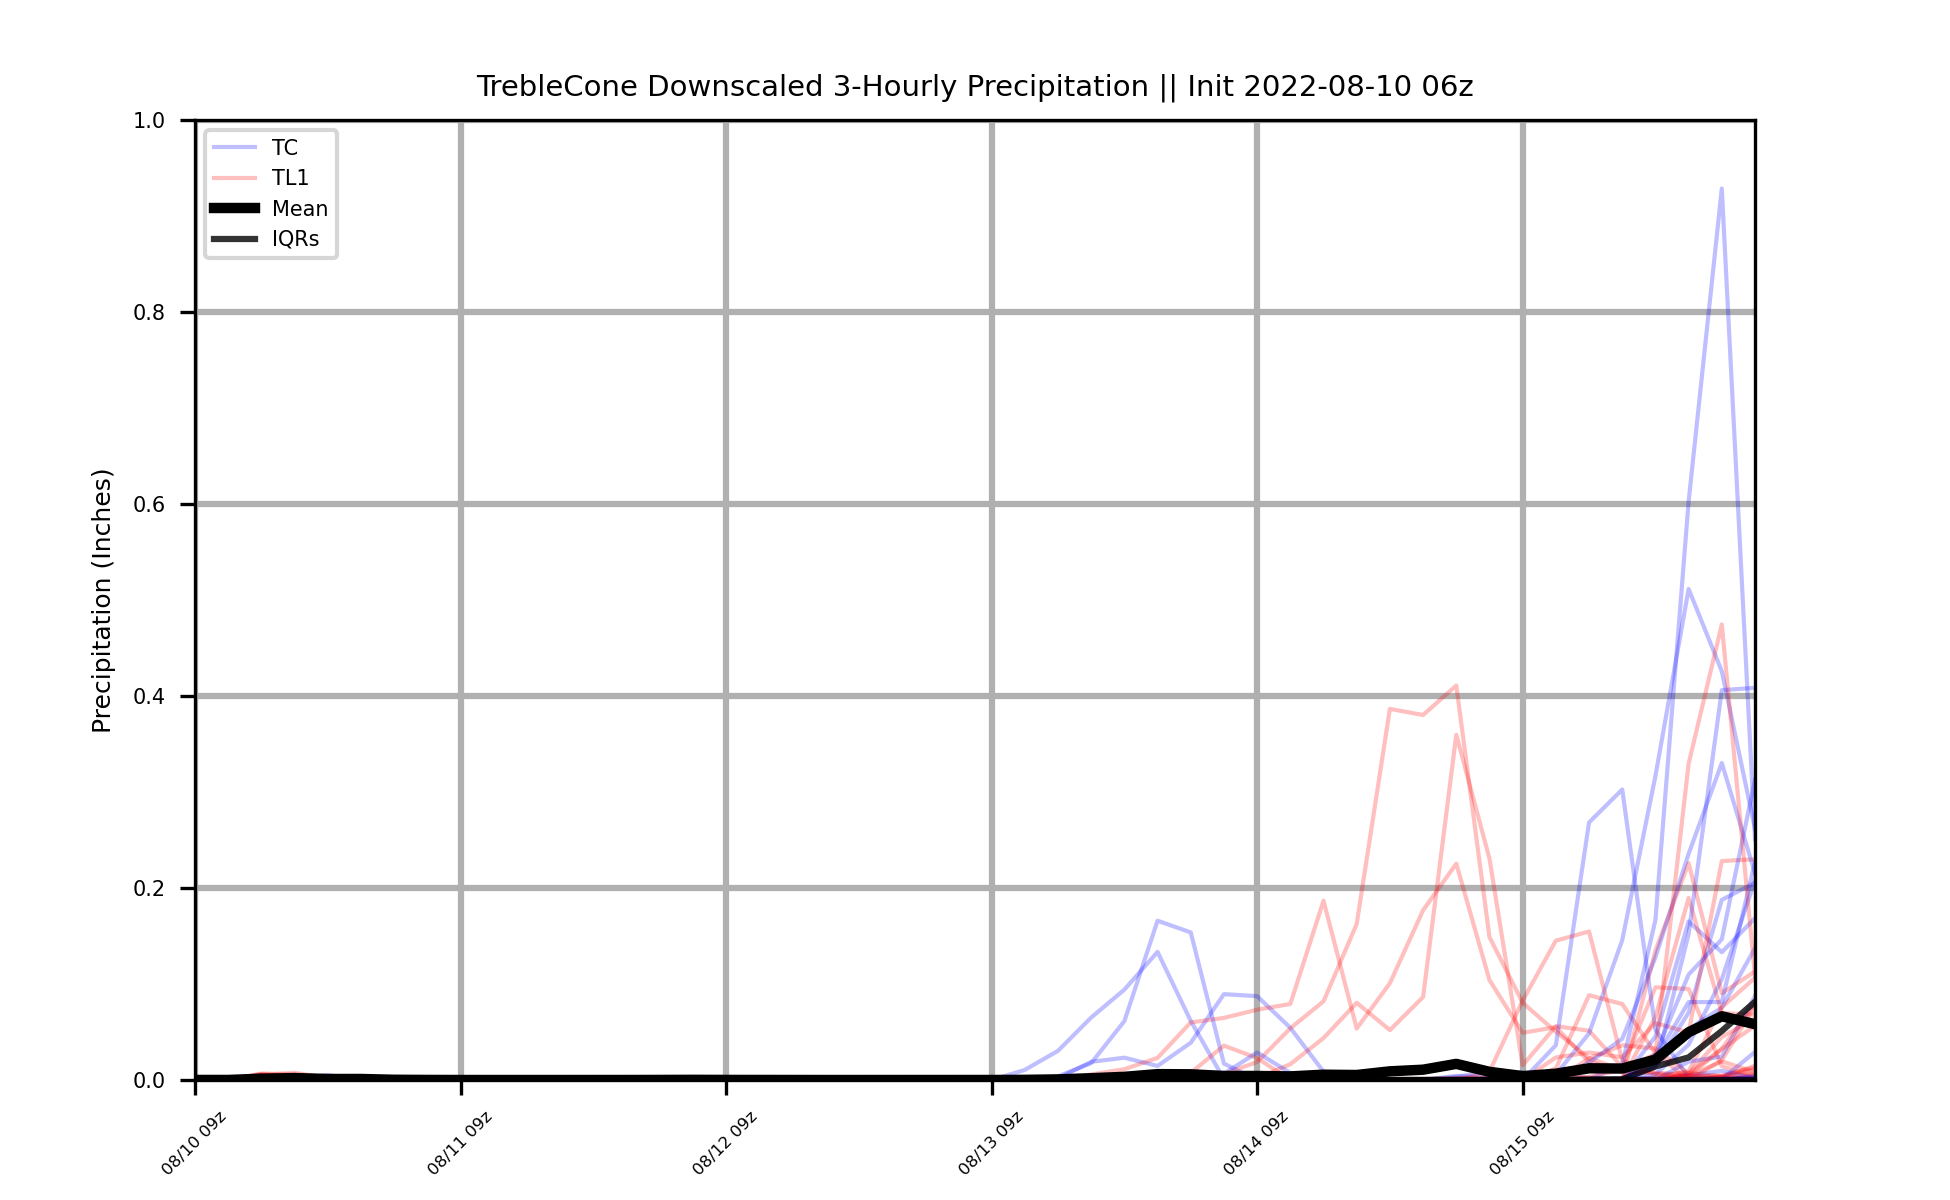 TrebleCone Downscaled 3-Hourly Precipitation || Init 2022-08-10 06z
1.0
0.8
0.6
0.4
0.2
0.0
Precipitation (Inches)
TC
TL1
Mean
IQRs
08/10 09z
08/11 09z
08/12 09z
08/13 09z
08/14 09z
08/15 09z